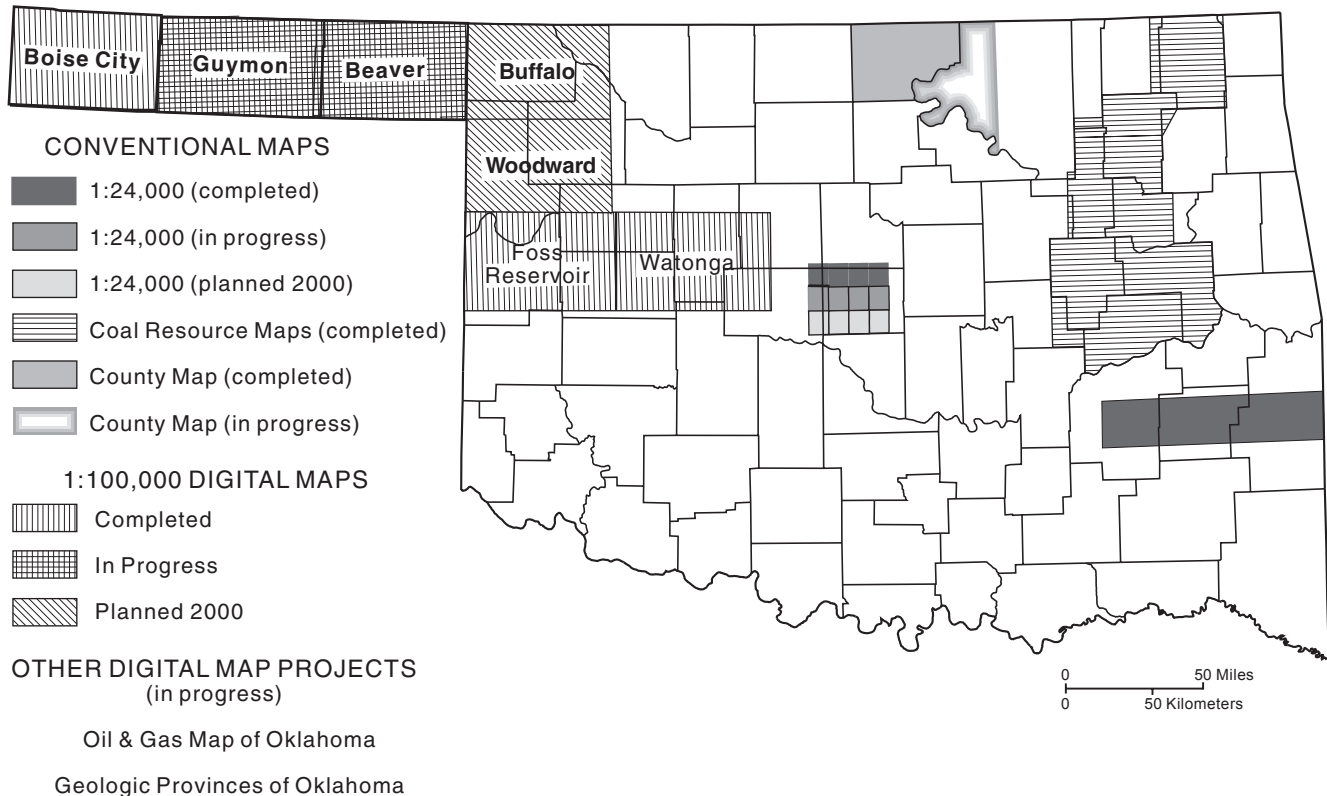 Boise City
Guymon
Beaver
Buffalo
Woodward
Foss
Reservoir
Watonga
CONVENTIONAL MAPS
1:24,000 (completed)
1:24,000 (in progress)
1:24,000 (planned 2000)
Coal Resource Maps (completed)
County Map (completed)
County Map (in progress)
1:100,000 DIGITAL MAPS
Completed
In Progress
Planned 2000
OTHER DIGITAL MAP PROJECTS
(in progress)
Oil & Gas Map of Oklahoma
Geologic Provinces of Oklahoma
0 50 Miles
0 50 Kilometers